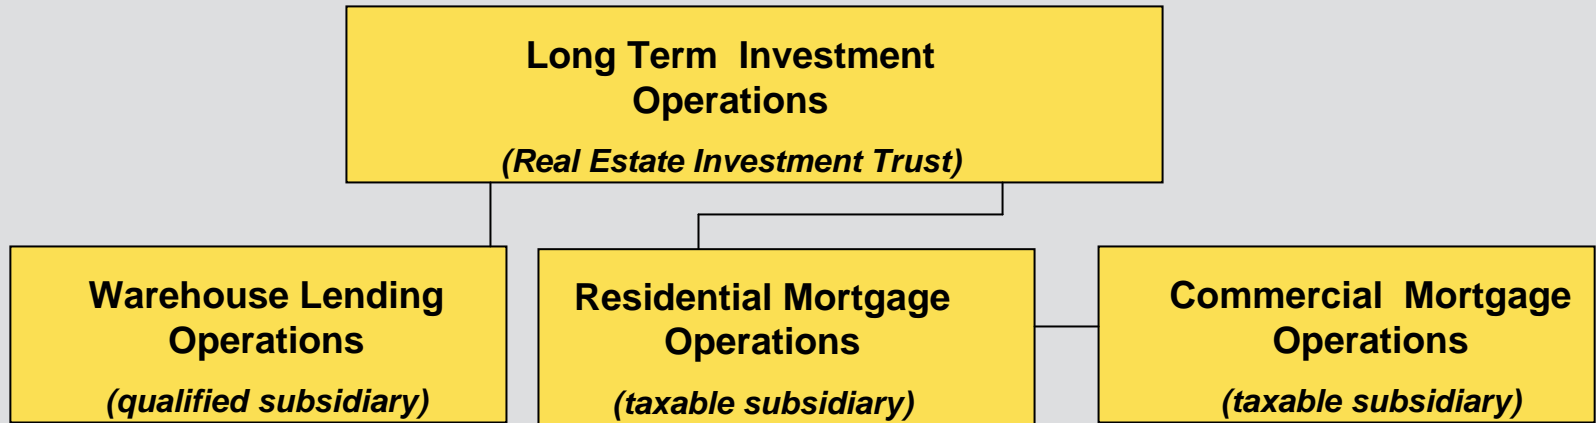 Long Term Investment
Operations
(Real Estate Investment Trust)
Warehouse Lending
Operations
(qualified subsidiary)
Residential Mortgage
Operations
(taxable subsidiary)
Commercial Mortgage
Operations
(taxable subsidiary)